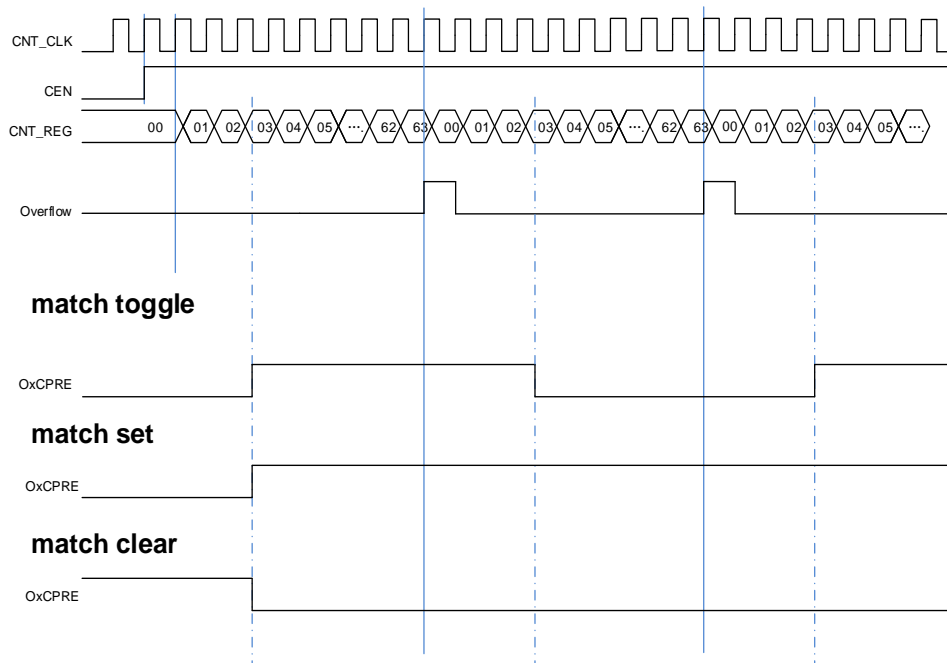 CNT_CLK
CEN
CNT_REG 00 01 02 03 04 05 ... 62 63 00 01 02 03 04 05 ... 62 63 00 01 02 03 04 05 ...
Overflow
match toggle
OxCPRE
match set
OxCPRE
match clear
OxCPRE